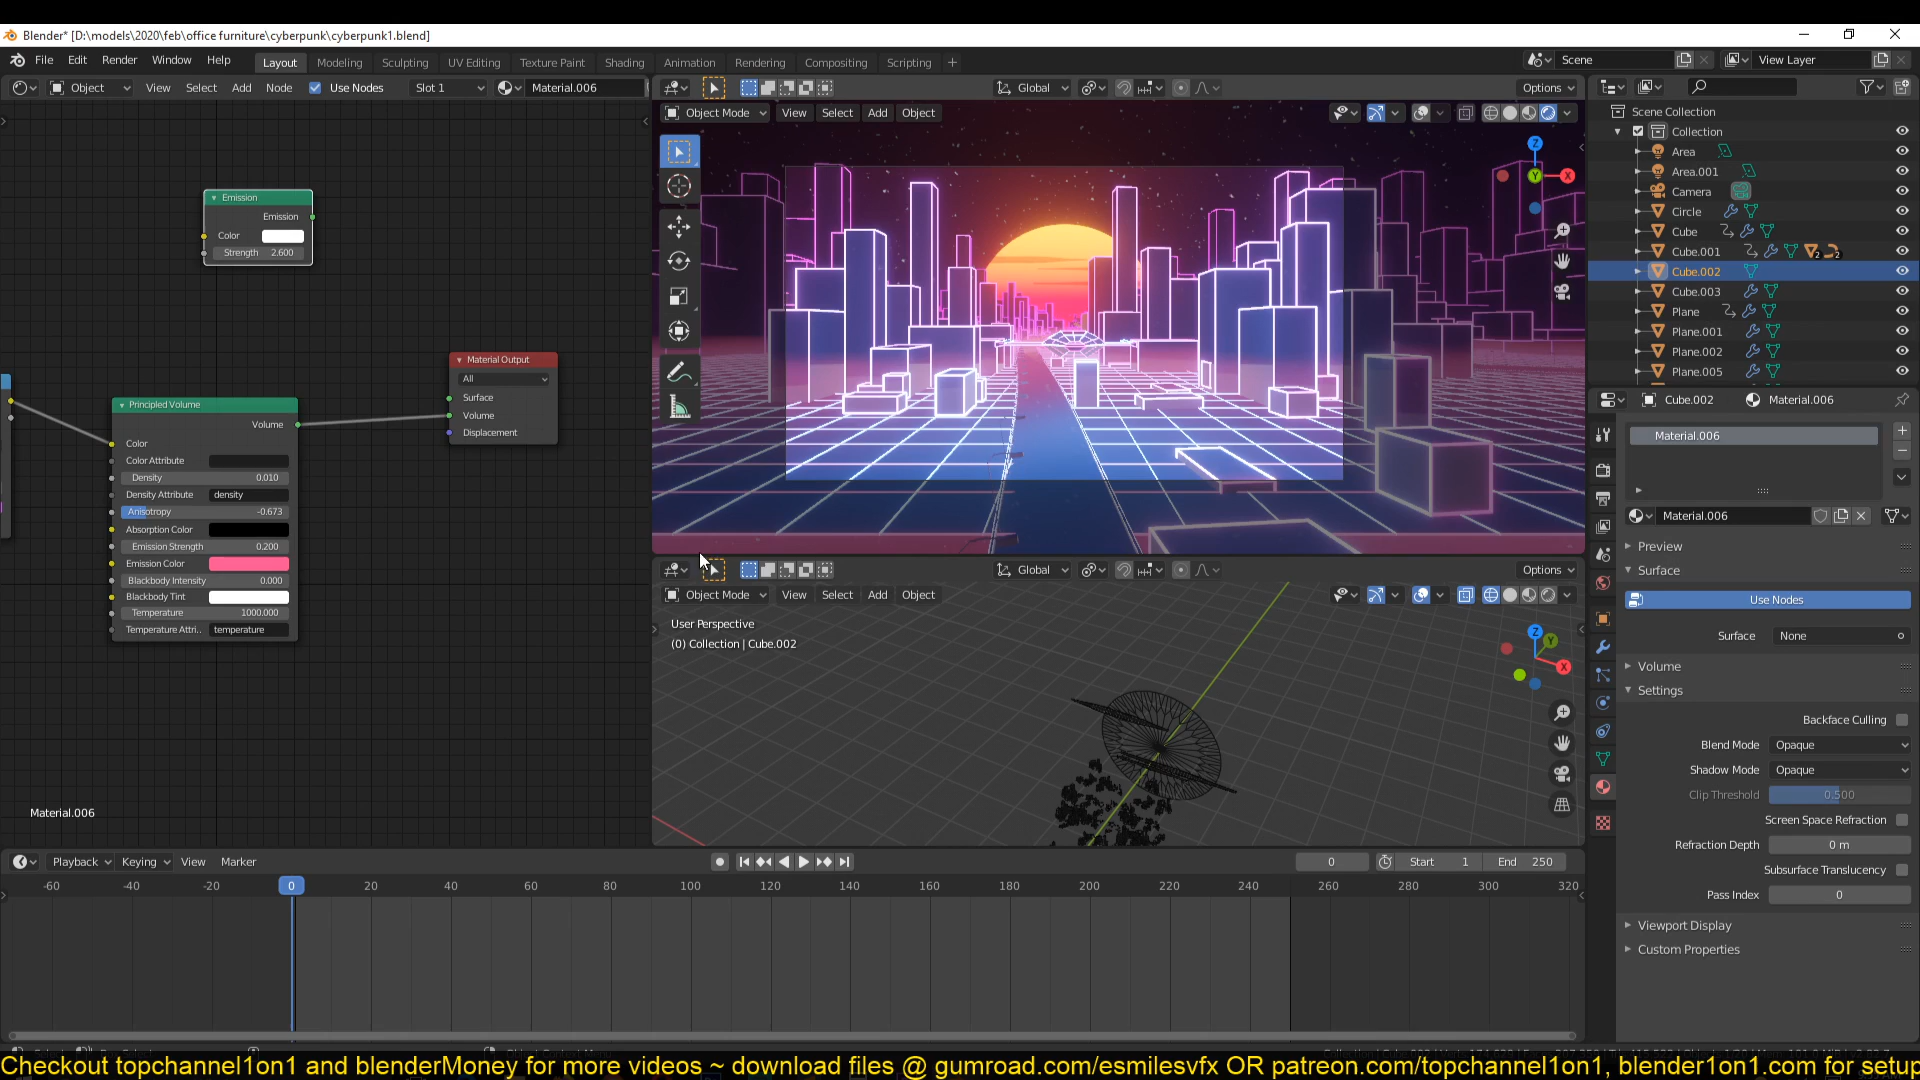 Blender* [D:\models\2020\feb\office furniture\cyberpunk\cyberpunk1.blend]
File Edit Render Window Help Layout Modeling Sculpting UV Editing Texture Paint Shading Animation Rendering Compositing Scripting + Scene View Layer
Object View Select Add Node Use Nodes Slot 1 Material.006 Global Options
Object Mode View Select Add Object
Scene Collection
Collection
Area
Area.001
Camera
Circle
Cube
Cube.001
Cube.002
Cube.003
Plane
Plane.001
Plane.002
Plane.005
Emission
Emission
Color
Strength 2.600
Material Output
All
Surface
Volume
Displacement
Principled Volume
Volume
Color
Color Attribute
Density 0.010
Density Attribute density
Anisotropy -0.673
Absorption Color
Emission Strength 0.200
Emission Color
Blackbody Intensity 0.000
Blackbody Tint
Temperature 1000.000
Temperature Attri.. temperature
Material.006
Z
Y X
Global Options
Object Mode View Select Add Object
User Perspective
(0) Collection | Cube.002
Z Y
X
Cube.002 Material.006
Material.006
Material.006
Preview
Surface
Use Nodes
Surface None
Volume
Settings
Backface Culling
Blend Mode Opaque
Shadow Mode Opaque
Clip Threshold 0.500
Screen Space Refraction
Refraction Depth 0 m
Subsurface Translucency
Pass Index 0
Viewport Display
Custom Properties
Playback Keying View Marker 0 Start 1 End 250
-60 -40 -20 0 20 40 60 80 100 120 140 160 180 200 220 240 260 280 300 320
Checkout topchannel1on1 and blenderMoney for more videos ~ download files @ gumroad.com/esmilesvfx OR patreon.com/topchannel1on1, blender1on1.com for setup